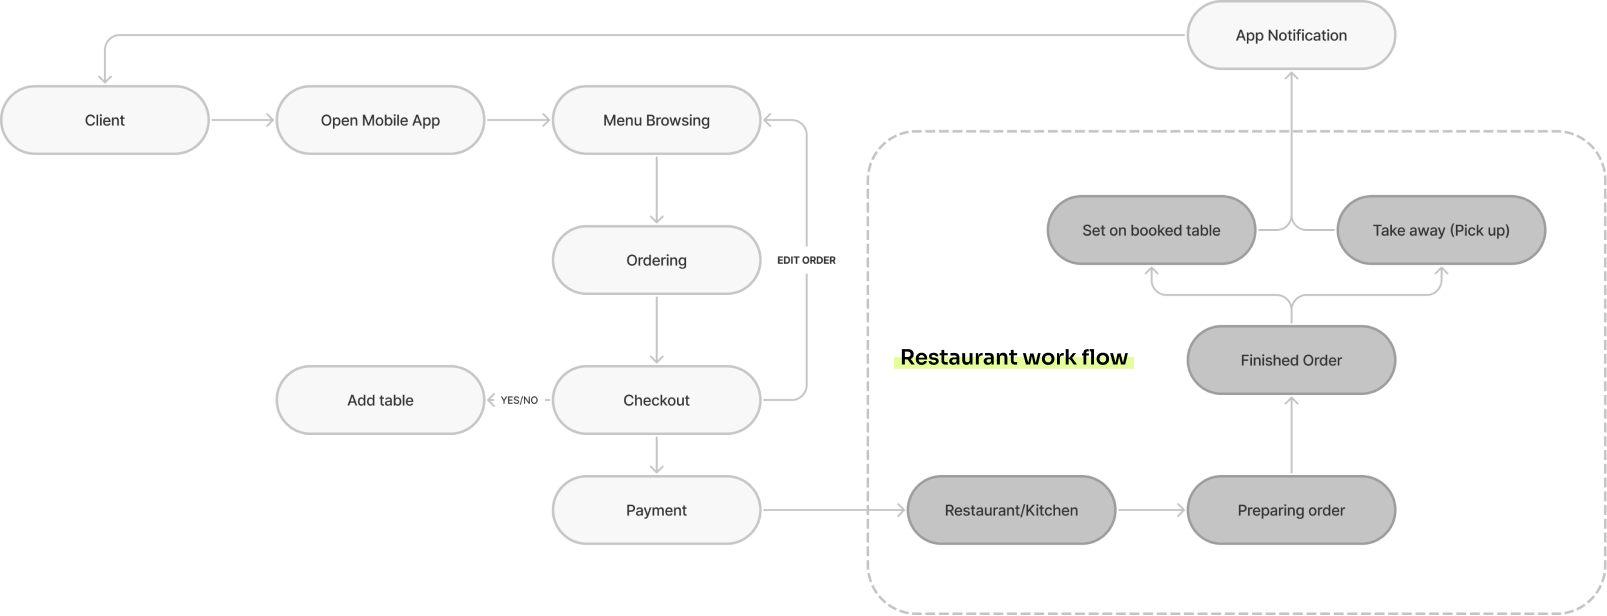 App Notification
Client
Open Mobile App
Menu Browsing
Set on booked table
Take away (Pick up)
Ordering
EDIT ORDER
Restaurant work flow
Finished Order
Add table
YES/NO
Checkout
Payment
Restaurant/Kitchen
Preparing order